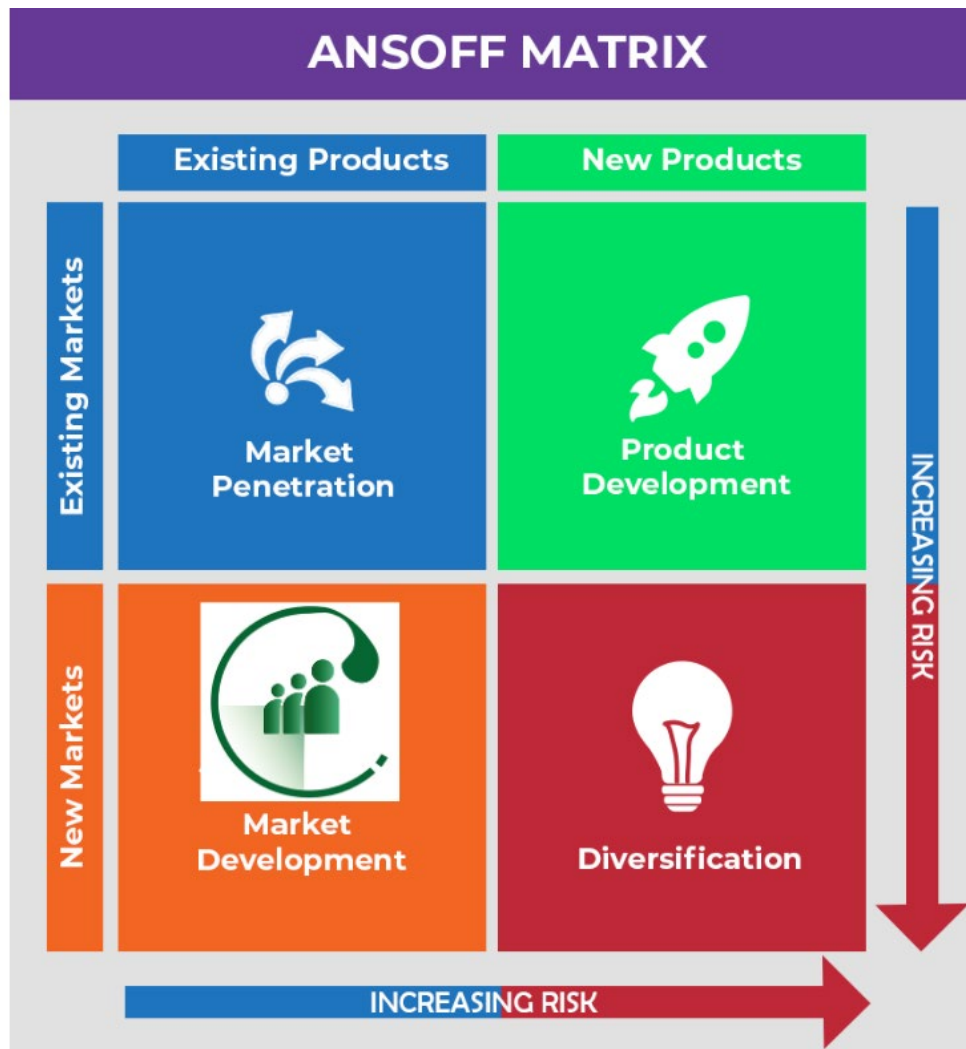 ANSOFF MATRIX
Existing Products
New Products
Existing Markets
Market
Penetration
Product
Development
INCREASING RISK
New Markets
Market
Development
Diversification
INCREASING RISK